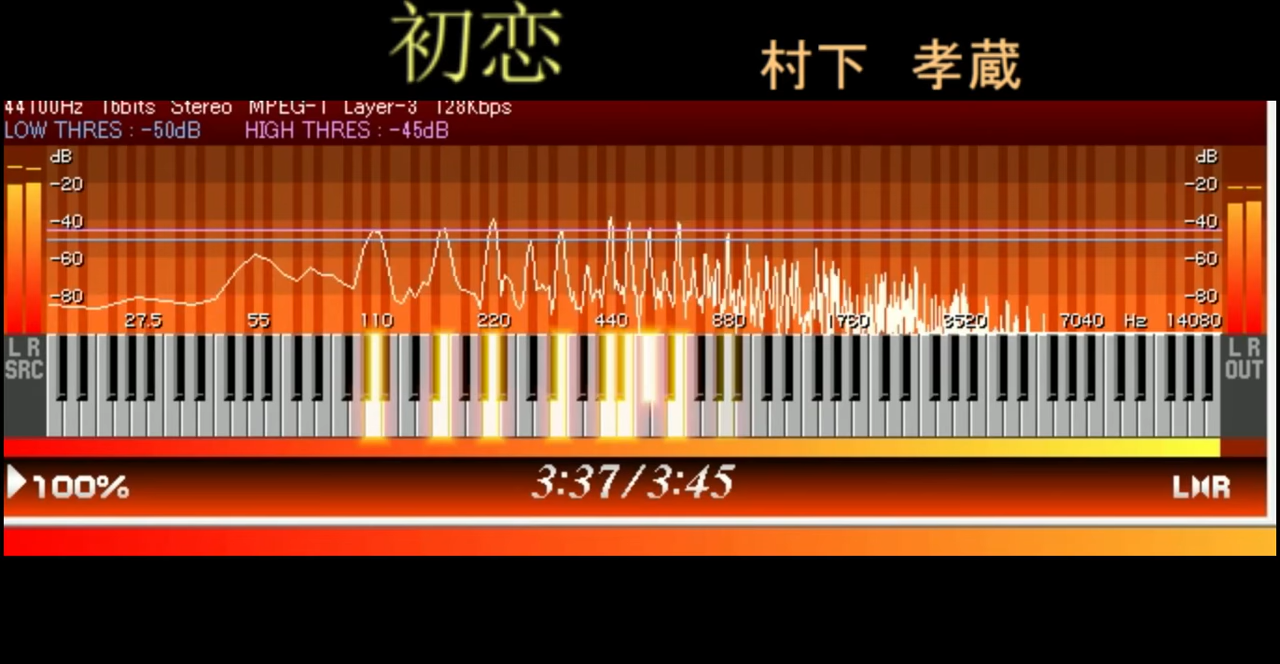 初恋
村下 孝蔵
44100Hz 16bits Stereo MPEG-1 Layer-3 128Kbps
LOW THRES : -50dB HIGH THRES : -45dB
dB dB
-20 -20
-40 -40
-60 -60
-80 -80
27.5 55 110 220 440 880 1760 3520 7040 Hz 14080
L R L R
SRC OUT
100% 3:37/3:45 LMR